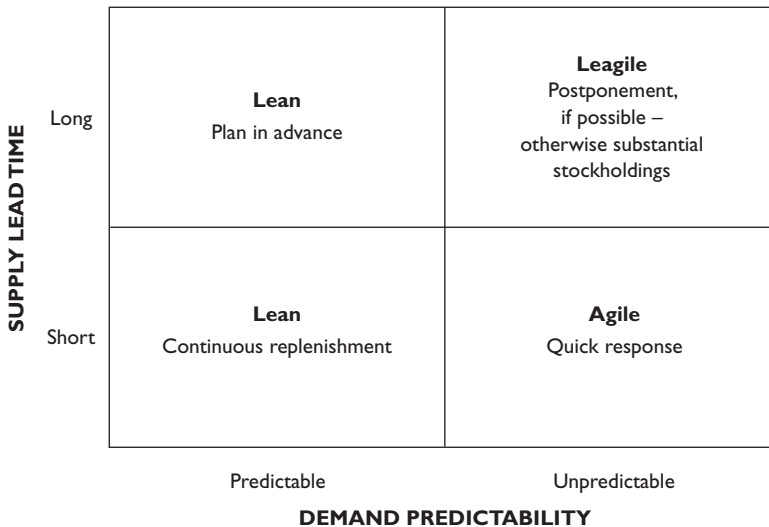 SUPPLY LEAD TIME
Long
Lean
Plan in advance
Leagile
Postponement,
if possible –
otherwise substantial
stockholdings
Short
Lean
Continuous replenishment
Agile
Quick response
Predictable
Unpredictable
DEMAND PREDICTABILITY